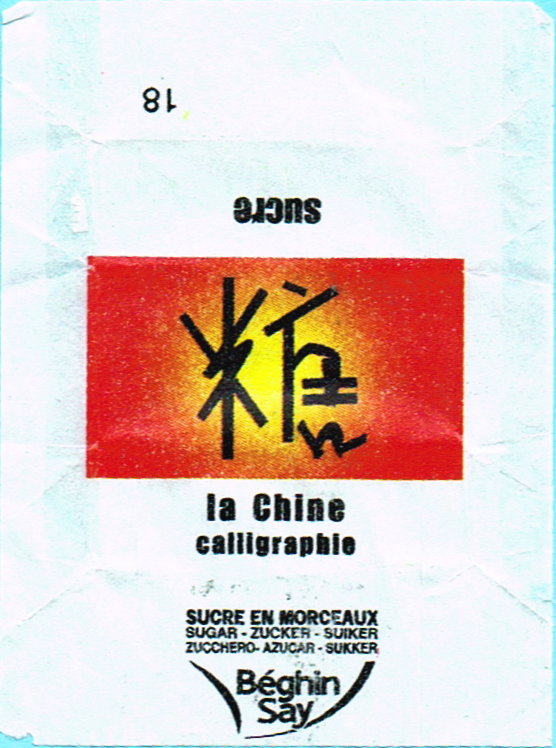 18
sucre
糖
la Chine
calligraphie
SUCRE EN MORCEAUX
SUGAR - ZUCKER - SUIKER
ZUCCHERO - AZUCAR - SUKKER
Béghin
Say